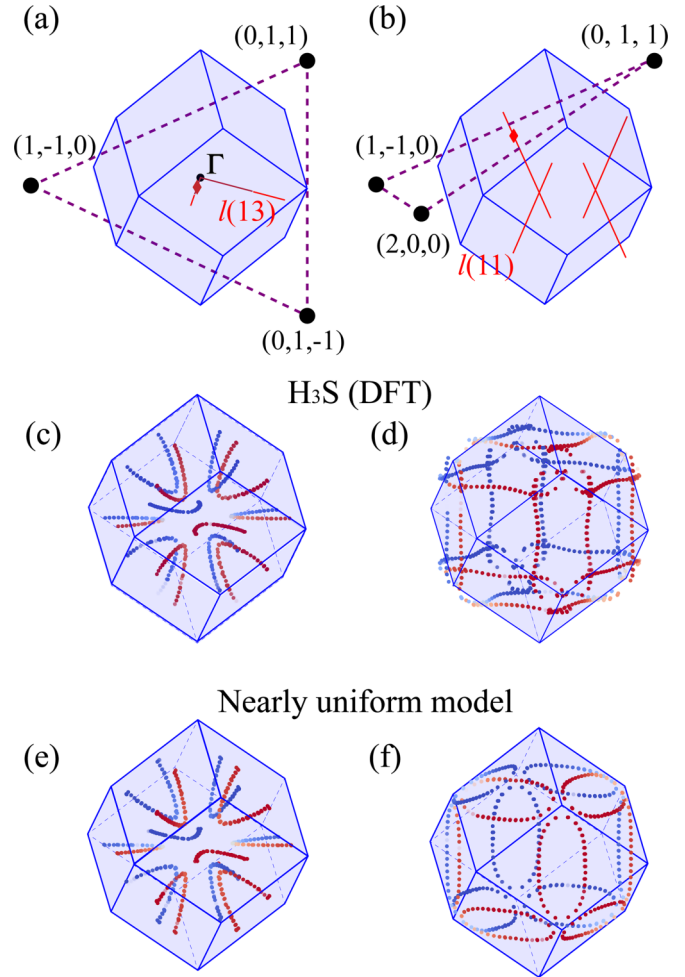 (a)
(b)
(0,1,1)
(0, 1, 1)
(1,-1,0)
Γ
l(13)
(1,-1,0)
(2,0,0)
l(11)
(0,1,-1)
H₃S (DFT)
(c)
(d)
Nearly uniform model
(e)
(f)